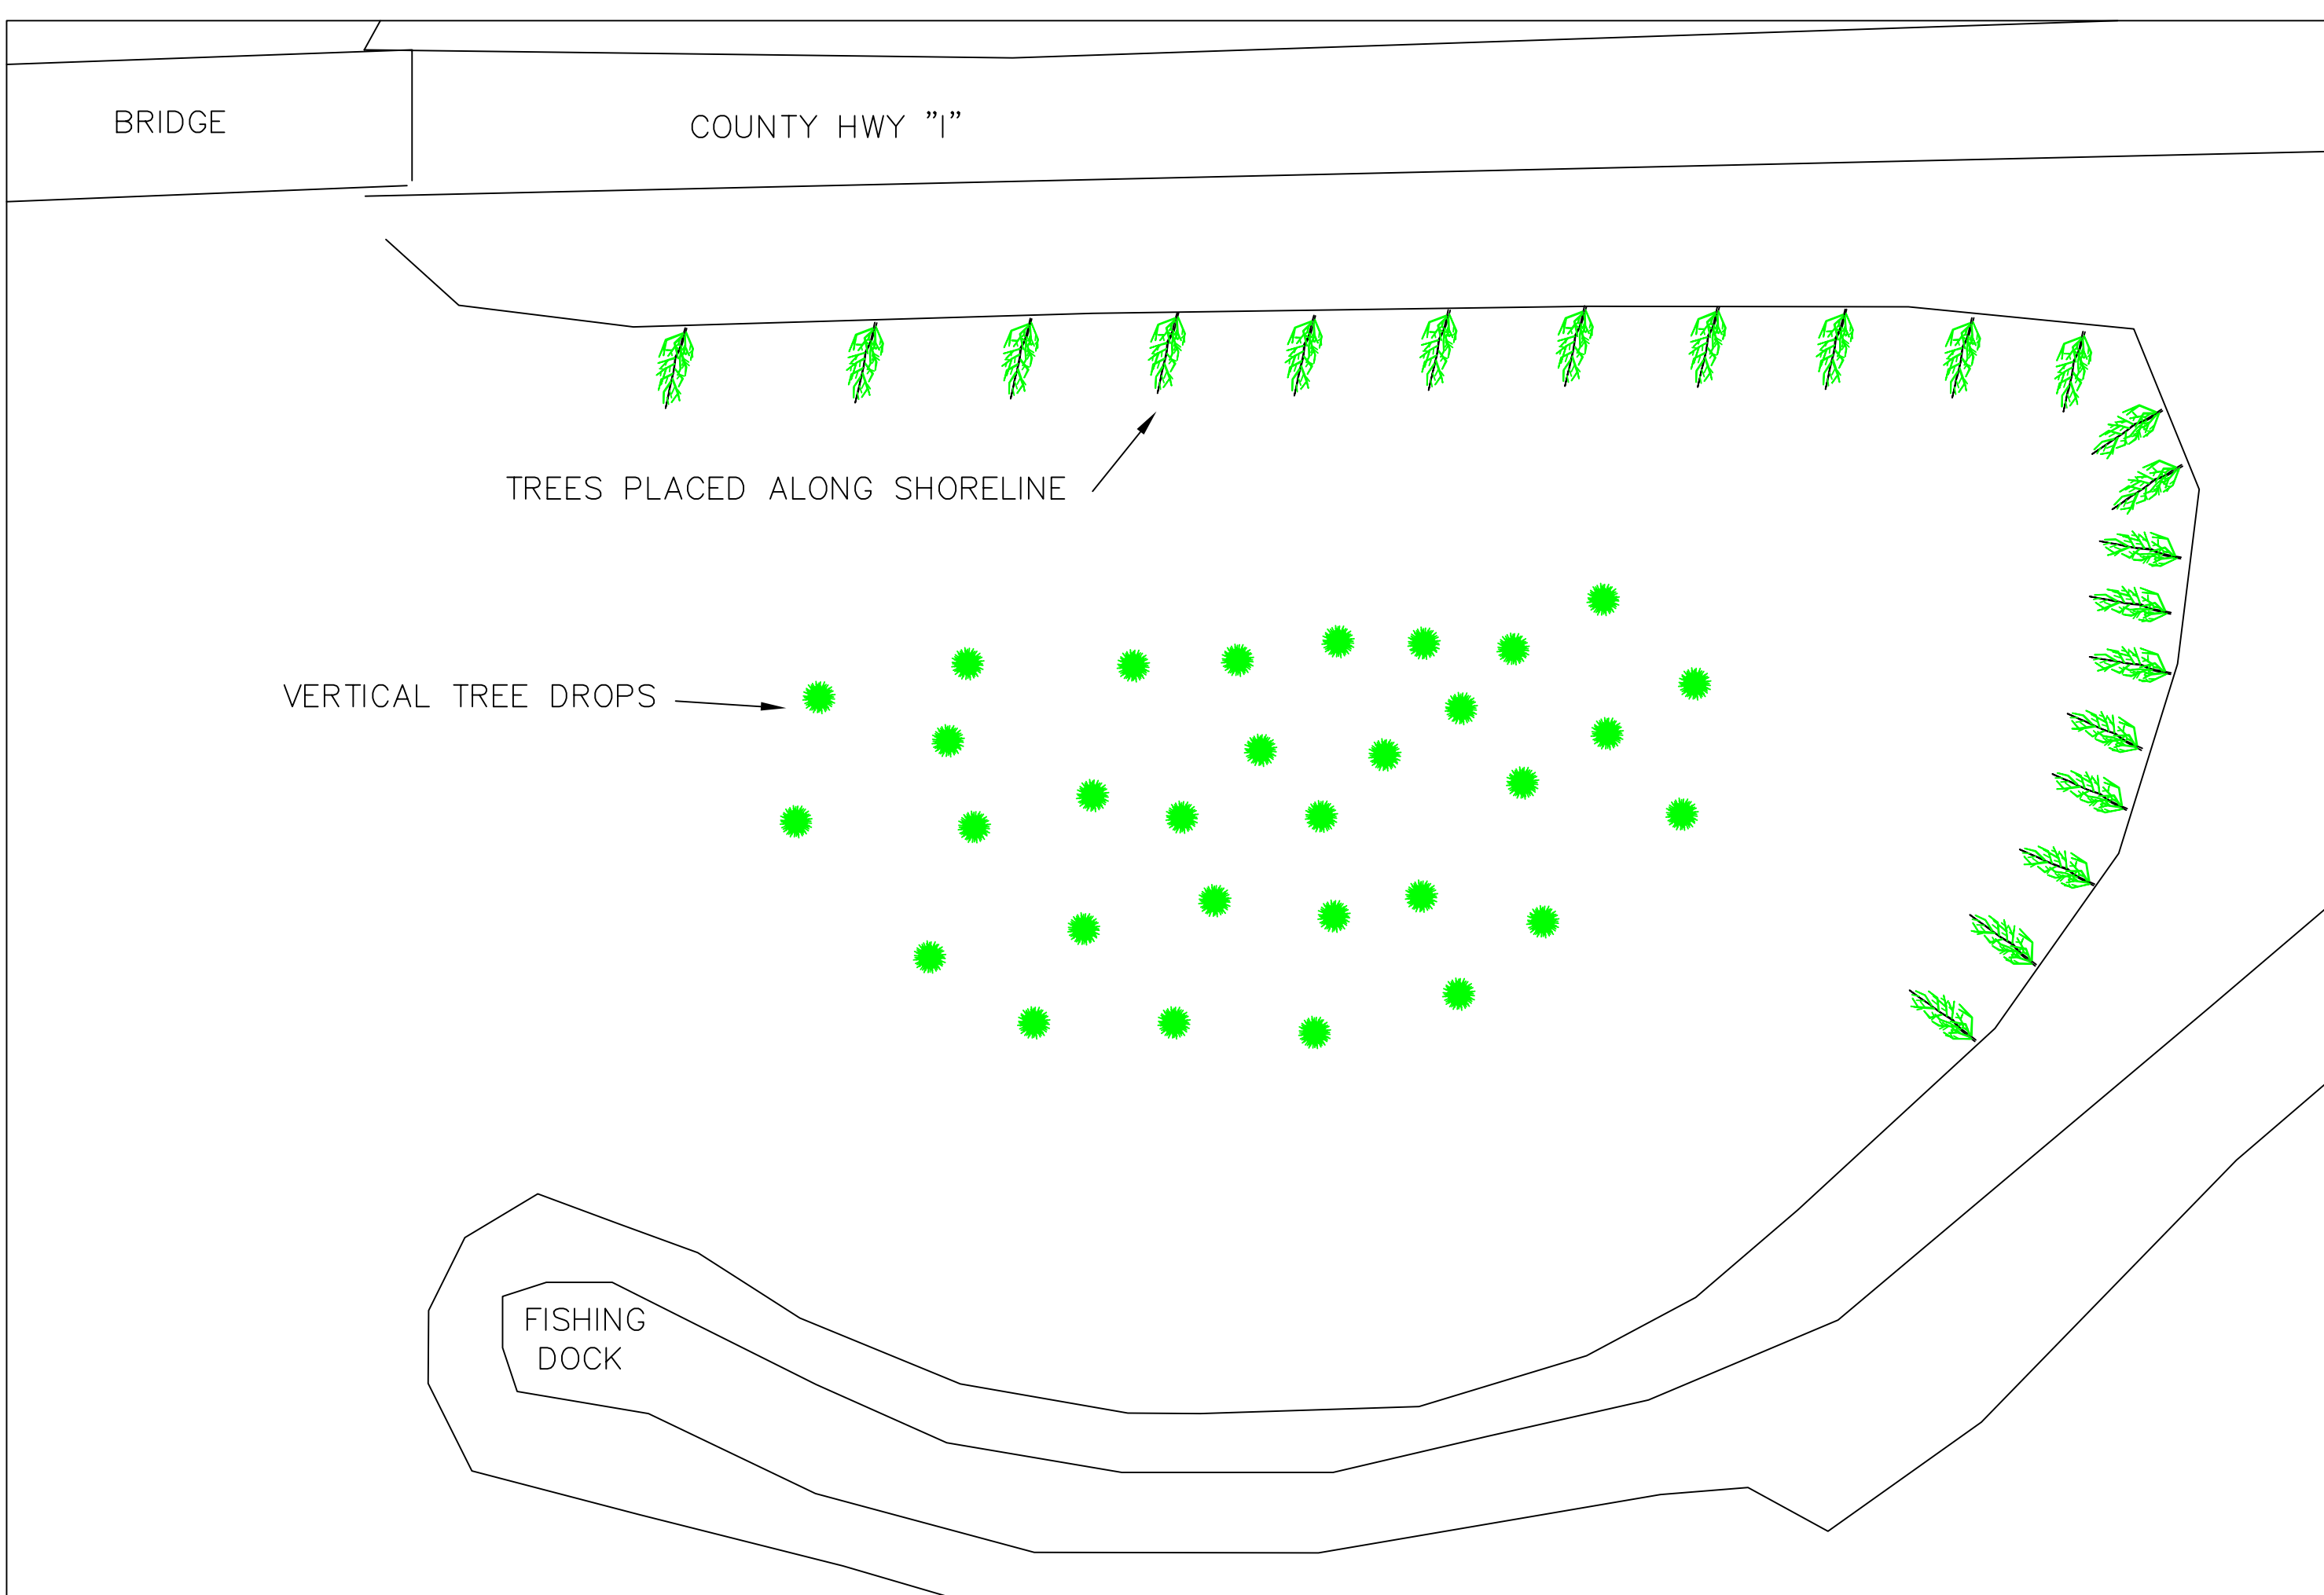 BRIDGE
COUNTY HWY "I"
TREES PLACED ALONG SHORELINE
VERTICAL TREE DROPS
FISHING
DOCK